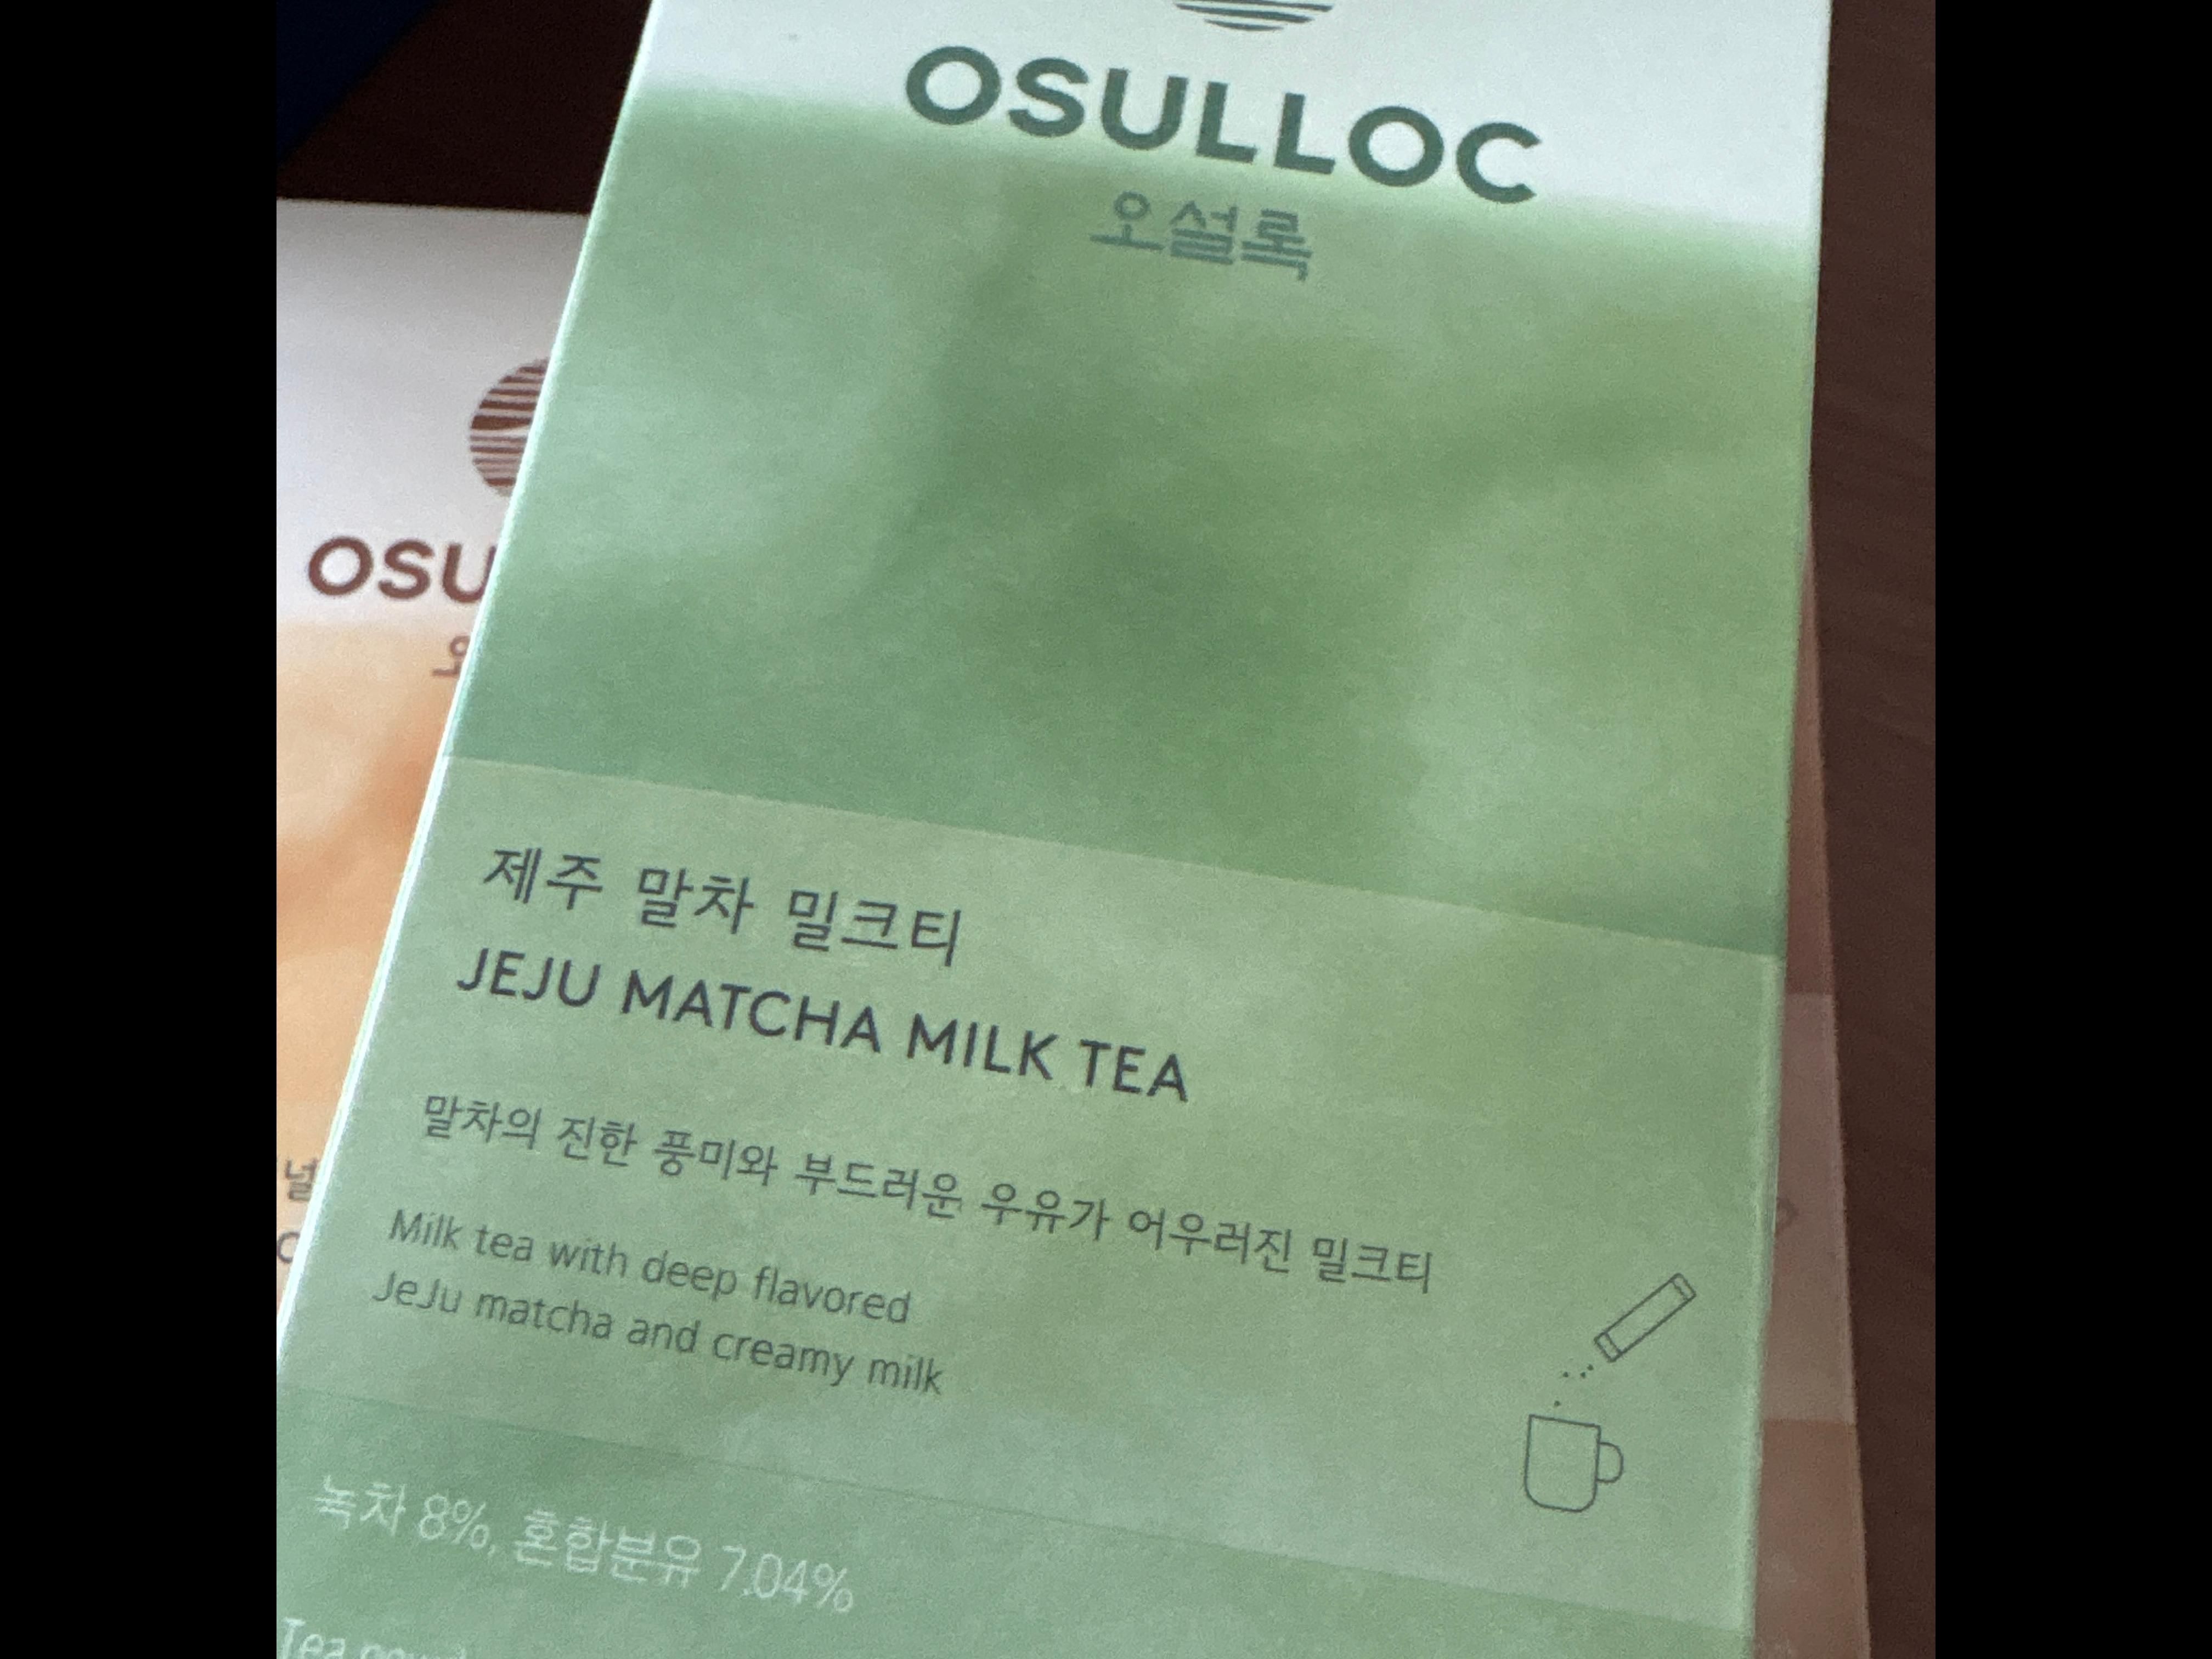 OSULLOC
오설록
제주 말차 밀크티
JEJU MATCHA MILK TEA
말차의 진한 풍미와 부드러운 우유가 어우러진 밀크티
Milk tea with deep flavored
JeJu matcha and creamy milk
녹차 8%, 혼합분유 7.04%
Tea
OSU
오
널